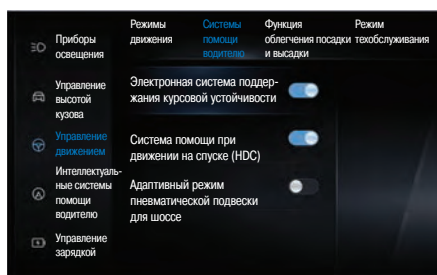 Режимы
движения
Системы
помощи
водителю
Функция
облегчения посадки
и высадки
Режим
техобслуживания
Приборы
освещения
Управление
высотой
кузова
Управление
движением
Интеллектуаль-
ные системы
помощи
водителю
Управление
зарядкой
Электронная система поддер-
жания курсовой устойчивости
Система помощи при
движении на спуске (HDC)
Адаптивный режим
пневматической подвески
для шоссе